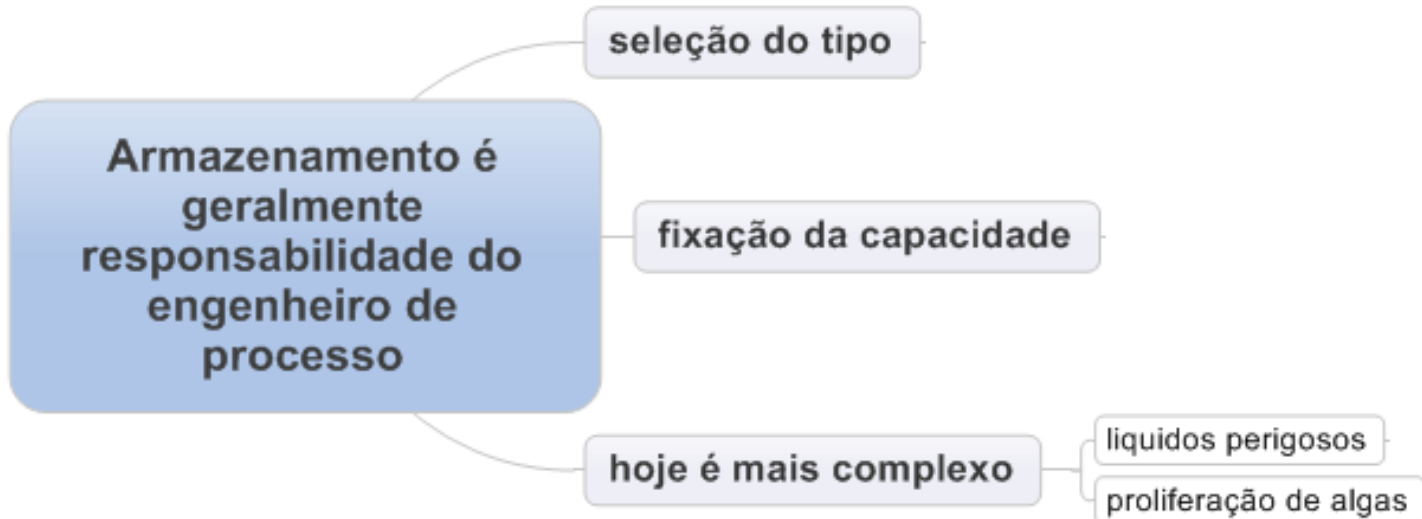 seleção do tipo
Armazenamento é
geralmente
responsabilidade do
engenheiro de
processo
fixação da capacidade
hoje é mais complexo
liquidos perigosos
proliferação de algas